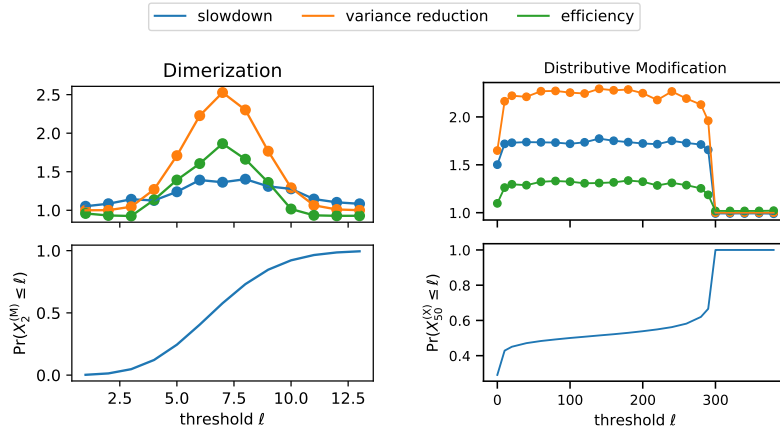 slowdown variance reduction efficiency
Dimerization
2.5
2.0
1.5
1.0
1.0
0.5
0.0
Pr(X₂⁽ᴹ⁾ ≤ ℓ)
2.5 5.0 7.5 10.0 12.5
threshold ℓ
Distributive Modification
2.0
1.5
1.0
1.0
0.8
0.6
0.4
Pr(X₅₀⁽ˣ⁾ ≤ ℓ)
0 100 200 300
threshold ℓ